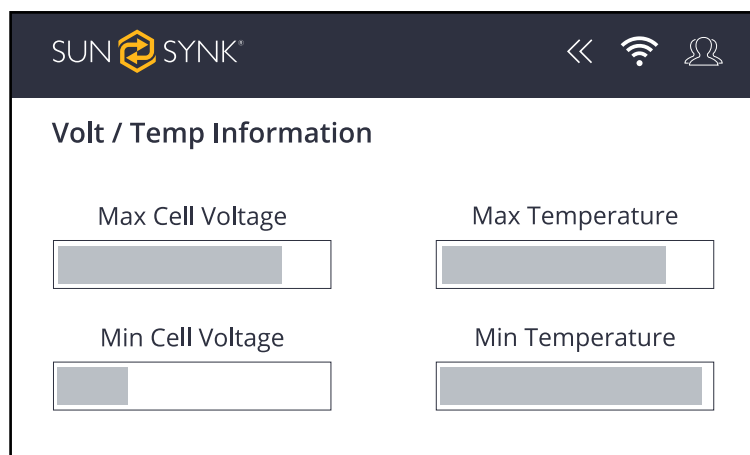 SUN SYNK®
Volt / Temp Information
Max Cell Voltage
Max Temperature
Min Cell Voltage
Min Temperature